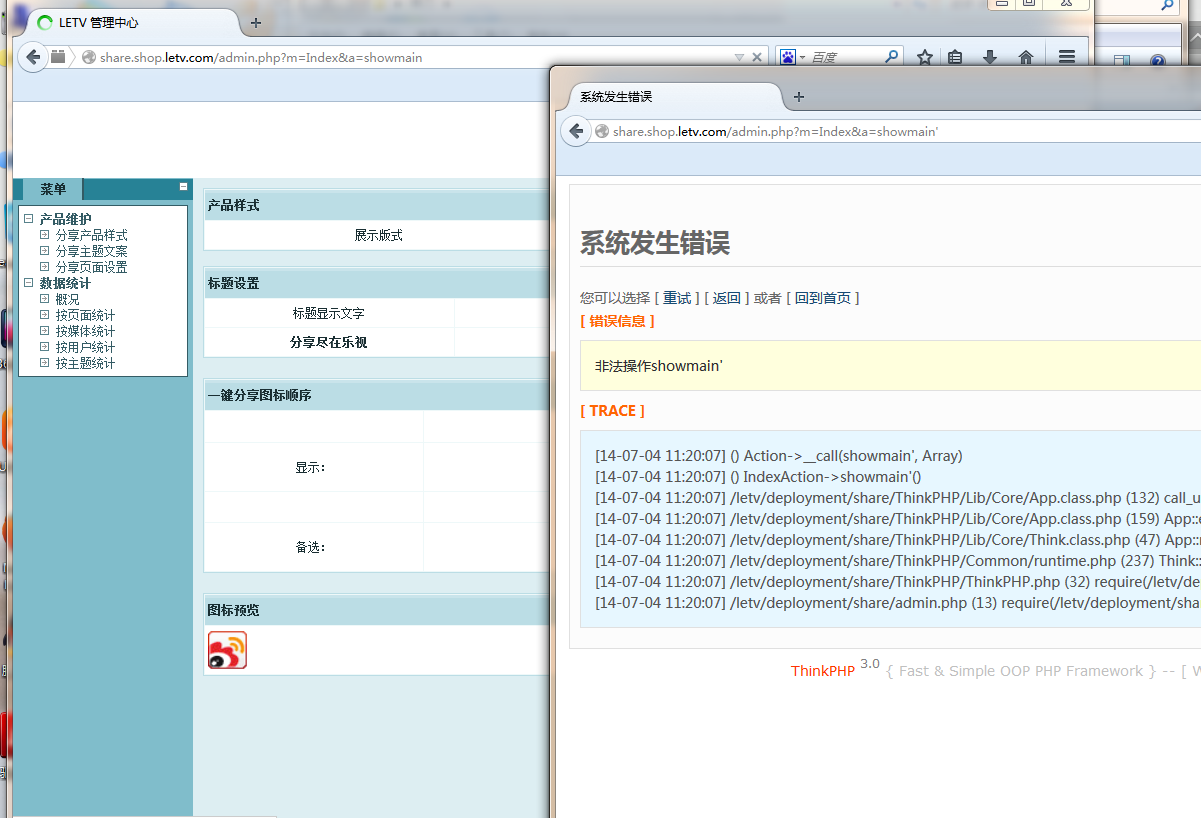 LETV 管理中心
share.shop.letv.com/admin.php?m=Index&a=showmain
百度
菜单
产品维护
分享产品样式
分享主题文案
分享页面设置
数据统计
概况
按页面统计
按媒体统计
按用户统计
按主题统计
产品样式
展示版式
标题设置
标题显示文字
分享尽在乐视
一键分享图标顺序
显示：
备选：
图标预览
系统发生错误
share.shop.letv.com/admin.php?m=Index&a=showmain'
系统发生错误
您可以选择 [ 重试 ] [ 返回 ] 或者 [ 回到首页 ]
[ 错误信息 ]
非法操作showmain'
[ TRACE ]
[14-07-04 11:20:07] () Action->__call(showmain', Array)
[14-07-04 11:20:07] () IndexAction->showmain'()
[14-07-04 11:20:07] /letv/deployment/share/ThinkPHP/Lib/Core/App.class.php (132) call_u
[14-07-04 11:20:07] /letv/deployment/share/ThinkPHP/Lib/Core/App.class.php (159) App::
[14-07-04 11:20:07] /letv/deployment/share/ThinkPHP/Lib/Core/Think.class.php (47) App::
[14-07-04 11:20:07] /letv/deployment/share/ThinkPHP/Common/runtime.php (237) Think::
[14-07-04 11:20:07] /letv/deployment/share/ThinkPHP/ThinkPHP.php (32) require(/letv/de
[14-07-04 11:20:07] /letv/deployment/share/admin.php (13) require(/letv/deployment/sha
ThinkPHP 3.0 { Fast & Simple OOP PHP Framework } -- [ W